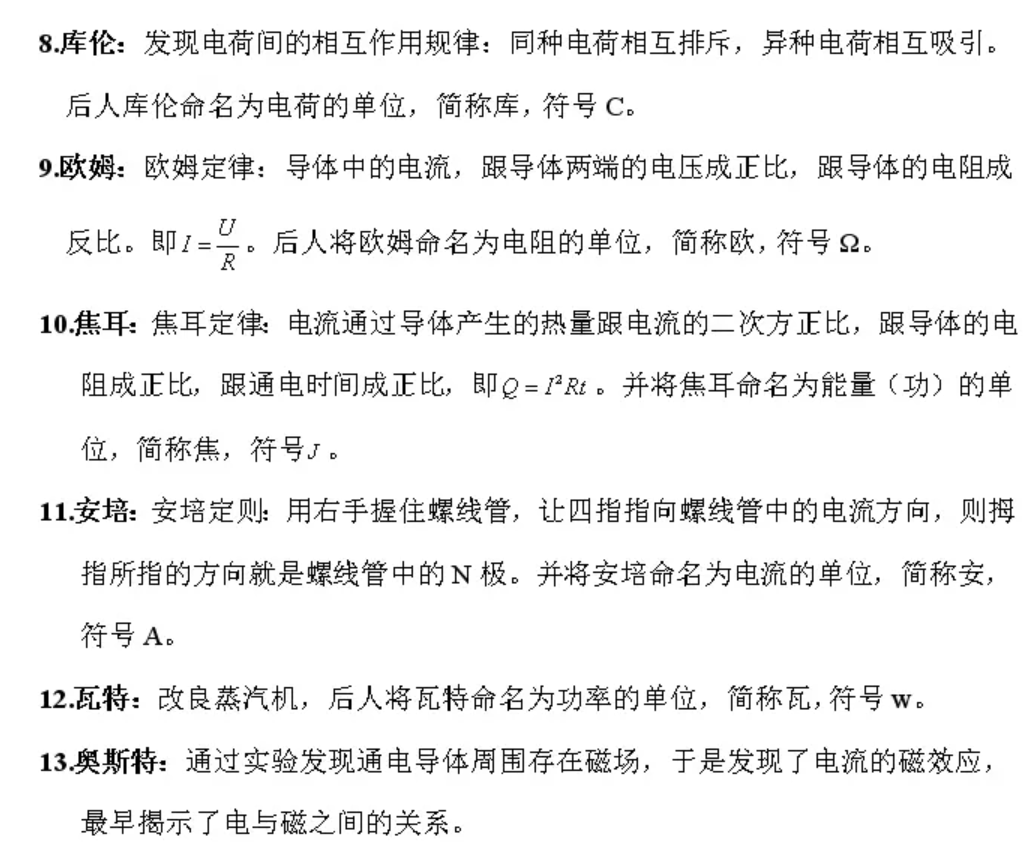 8.库伦：发现电荷间的相互作用规律：同种电荷相互排斥，异种电荷相互吸引。
后人库伦命名为电荷的单位，简称库，符号 C。
9.欧姆：欧姆定律：导体中的电流，跟导体两端的电压成正比，跟导体的电阻成
反比。即 I = U/R。后人将欧姆命名为电阻的单位，简称欧，符号 Ω。
10.焦耳：焦耳定律：电流通过导体产生的热量跟电流的二次方正比，跟导体的电
阻成正比，跟通电时间成正比，即 Q = I²Rt。并将焦耳命名为能量（功）的单
位，简称焦，符号 J。
11.安培：安培定则：用右手握住螺线管，让四指指向螺线管中的电流方向，则拇
指所指的方向就是螺线管中的 N 极。并将安培命名为电流的单位，简称安，
符号 A。
12.瓦特：改良蒸汽机，后人将瓦特命名为功率的单位，简称瓦，符号 w。
13.奥斯特：通过实验发现通电导体周围存在磁场，于是发现了电流的磁效应，
最早揭示了电与磁之间的关系。